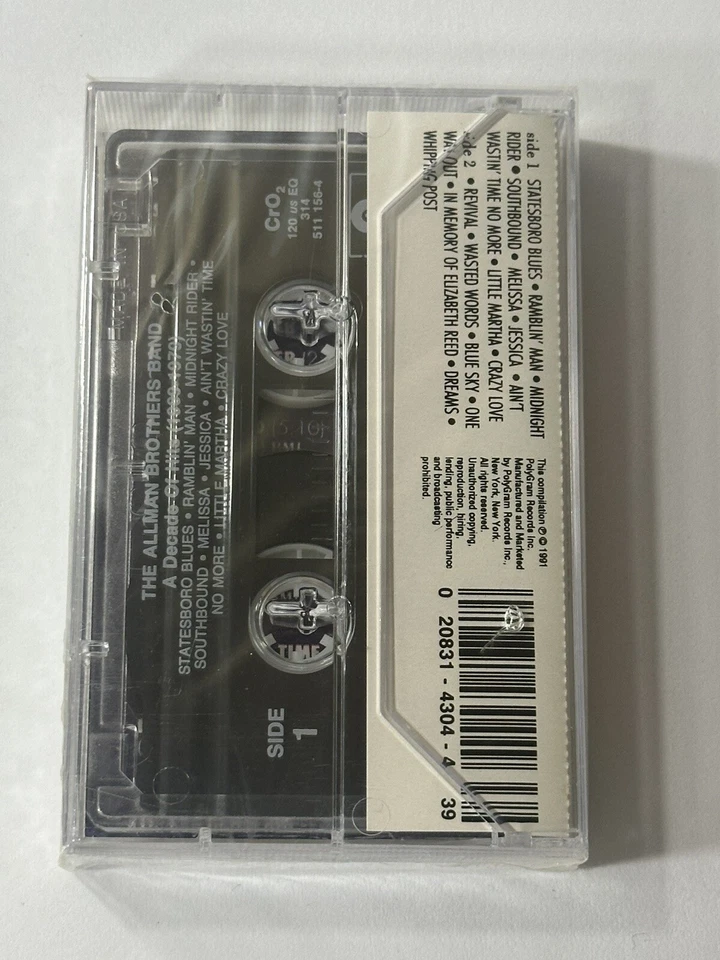 side 1 STATESBORO BLUES • RAMBLIN' MAN • MIDNIGHT
RIDER • SOUTHBOUND • MELISSA • JESSICA • AIN'T
WASTIN' TIME NO MORE • LITTLE MARTHA • CRAZY LOVE
side 2 • REVIVAL • WASTED WORDS • BLUE SKY • ONE
WAY OUT • IN MEMORY OF ELIZABETH REED • DREAMS •
WHIPPING POST
This compilation ℗ © 1991
PolyGram Records Inc.
Manufactured and Marketed
by PolyGram Records Inc.,
New York, New York.
All rights reserved.
Unauthorized copying,
reproduction, hiring,
lending, public performance
and broadcasting
prohibited.
0 20831 - 4304 - 4 39
THE ALLMAN BROTHERS BAND
A Decade Of Hits (1969-1979)
STATESBORO BLUES • RAMBLIN' MAN • MIDNIGHT RIDER •
SOUTHBOUND • MELISSA • JESSICA • AIN'T WASTIN' TIME
NO MORE • LITTLE MARTHA • CRAZY LOVE
CrO2
120 us EQ
314
511 156-4
SIDE
1